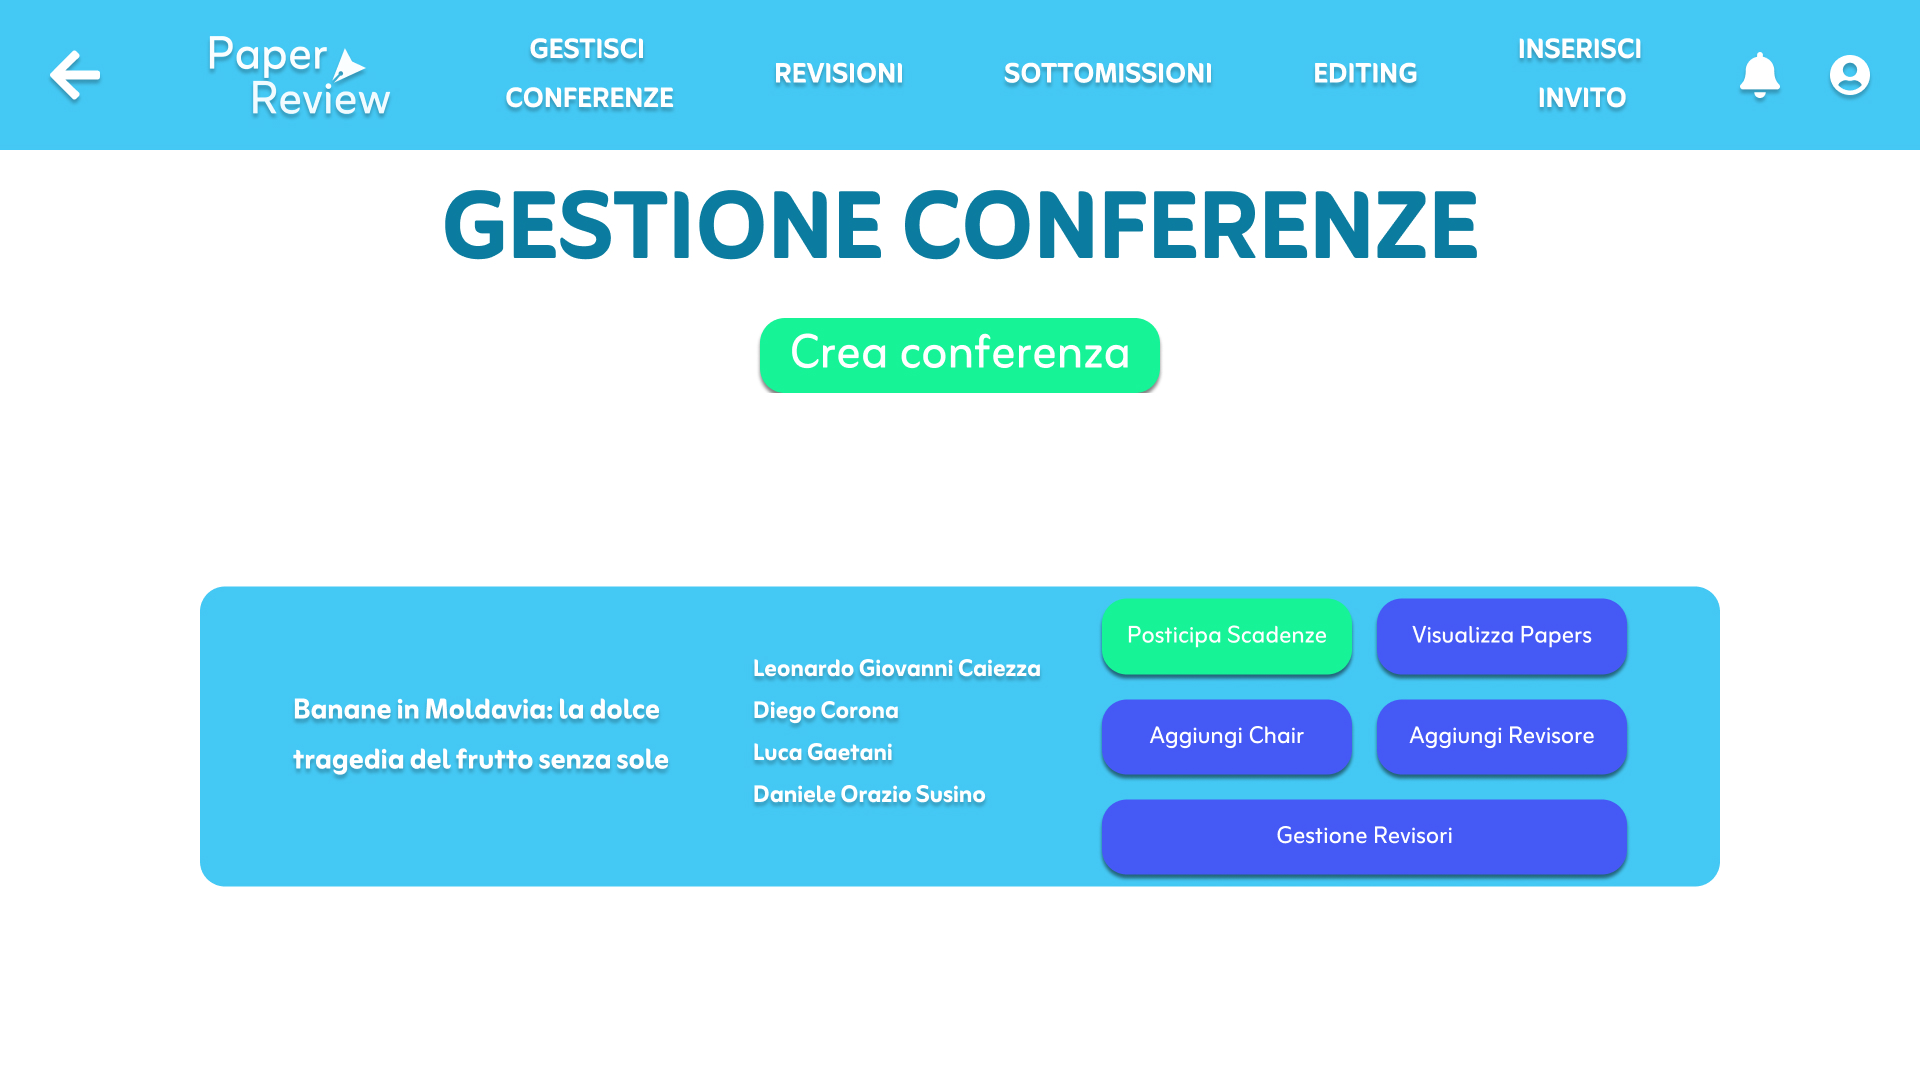 Paper
Review
GESTISCI
CONFERENZE
REVISIONI
SOTTOMISSIONI
EDITING
INSERISCI
INVITO
GESTIONE CONFERENZE
Crea conferenza
Banane in Moldavia: la dolce
tragedia del frutto senza sole
Leonardo Giovanni Caiezza
Diego Corona
Luca Gaetani
Daniele Orazio Susino
Posticipa Scadenze
Visualizza Papers
Aggiungi Chair
Aggiungi Revisore
Gestione Revisori